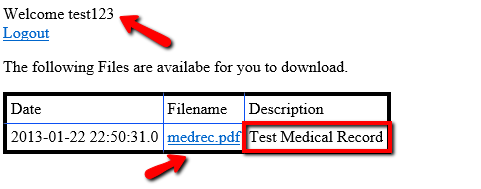 Welcome test123
Logout
The following Files are availabe for you to download.
Date Filename Description
2013-01-22 22:50:31.0 medrec.pdf Test Medical Record